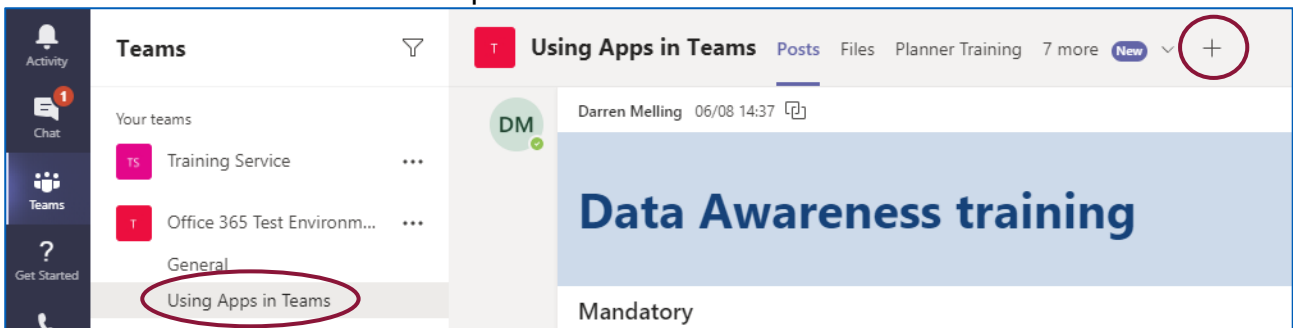 Activity
1
Chat
Teams
?
Get Started
Teams
Your teams
TS Training Service ...
T Office 365 Test Environm... ...
General
Using Apps in Teams
T Using Apps in Teams Posts Files Planner Training 7 more New +
DM Darren Melling 06/08 14:37
Data Awareness training
Mandatory